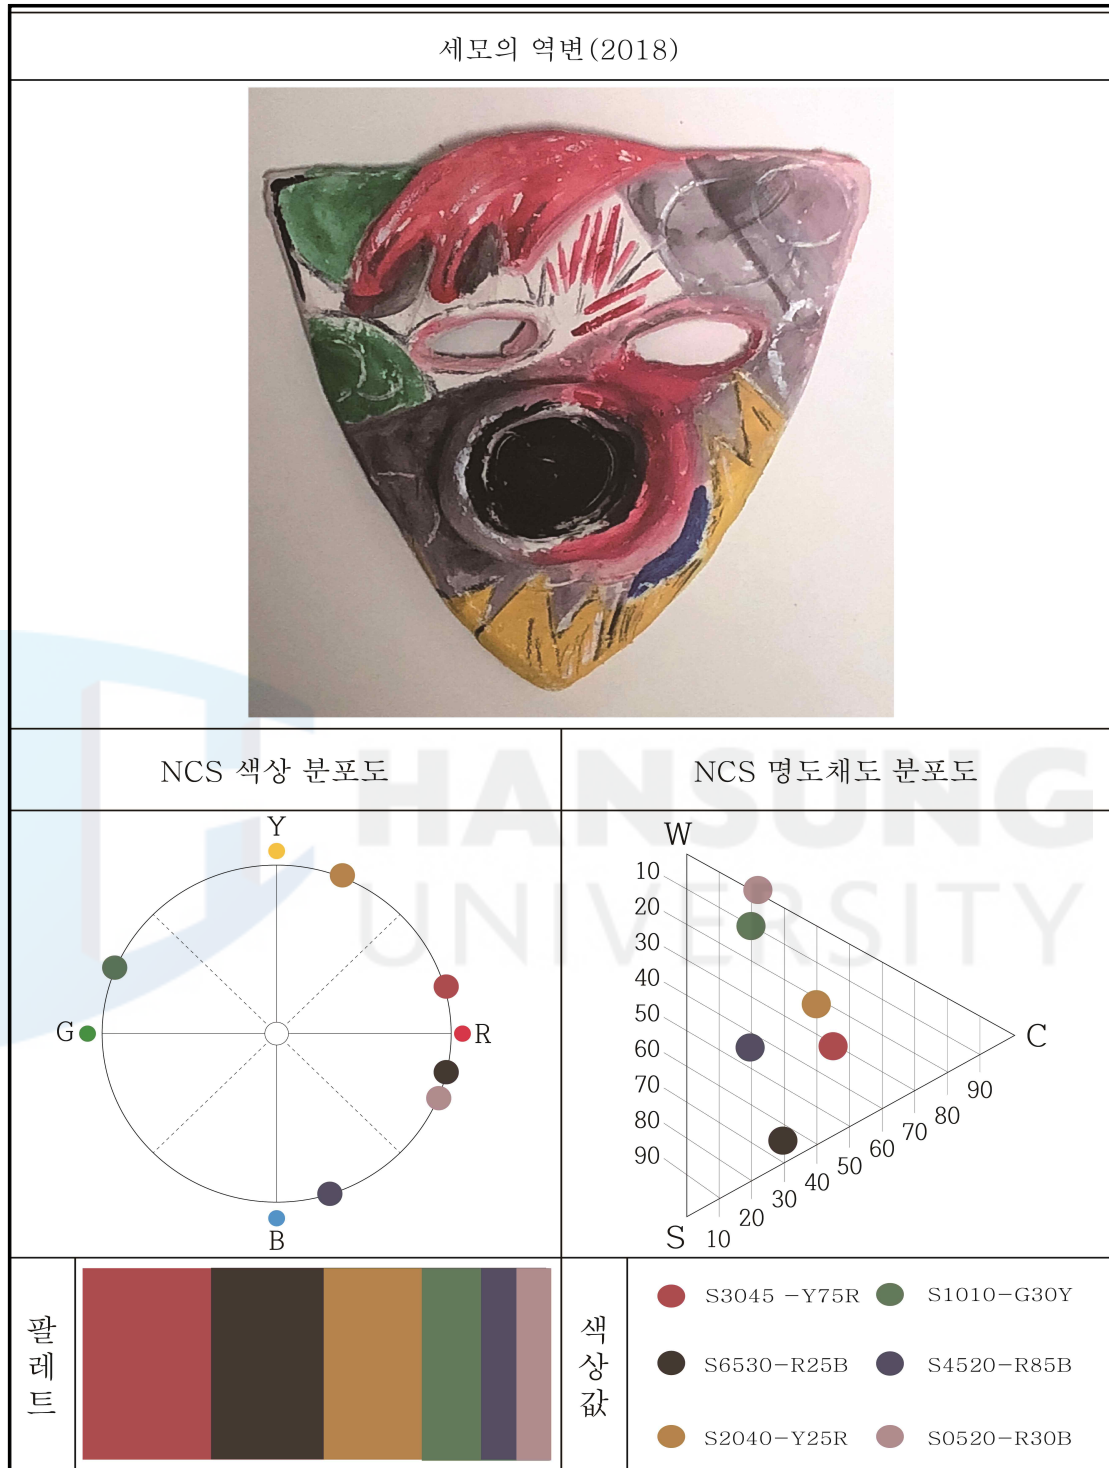 세모의 역변(2018)
NCS 색상 분포도
NCS 명도채도 분포도
HANSUNG
UNIVERSITY
Y
G
R
B
W
10
20
30
40
50
60
70
80
90
C
S
10
20
30
40
50
60
70
80
90
팔레트
색상값
S3045 -Y75R
S1010-G30Y
S6530-R25B
S4520-R85B
S2040-Y25R
S0520-R30B